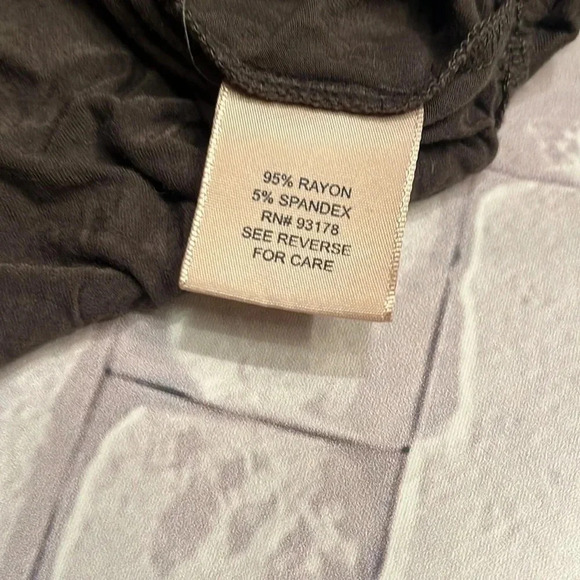 95% RAYON
5% SPANDEX
RN# 93178
SEE REVERSE
FOR CARE